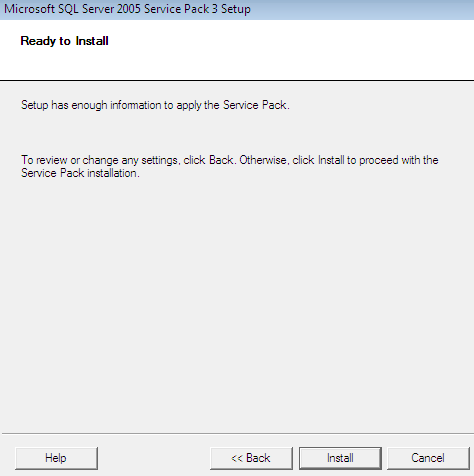 Microsoft SQL Server 2005 Service Pack 3 Setup
Ready to Install
Setup has enough information to apply the Service Pack.
To review or change any settings, click Back. Otherwise, click Install to proceed with the
Service Pack installation.
Help
<< Back
Install
Cancel